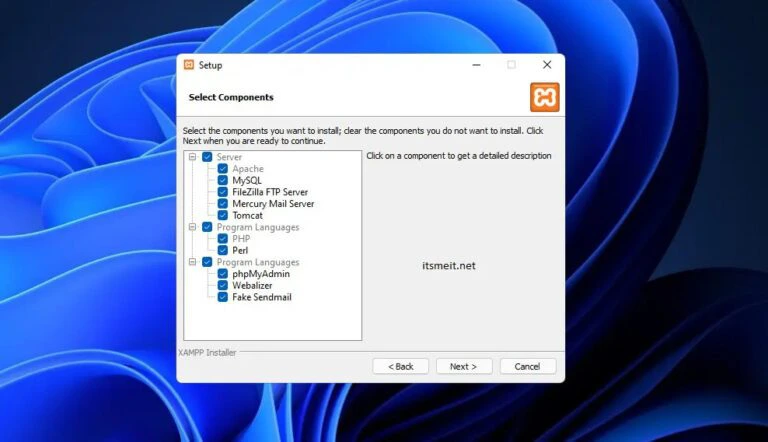 Setup
Select Components
Select the components you want to install; clear the components you do not want to install. Click
Next when you are ready to continue.
Server
Apache
MySQL
FileZilla FTP Server
Mercury Mail Server
Tomcat
Program Languages
PHP
Perl
Program Languages
phpMyAdmin
Webalizer
Fake Sendmail
Click on a component to get a detailed description
itsmeit.net
XAMPP Installer
< Back
Next >
Cancel